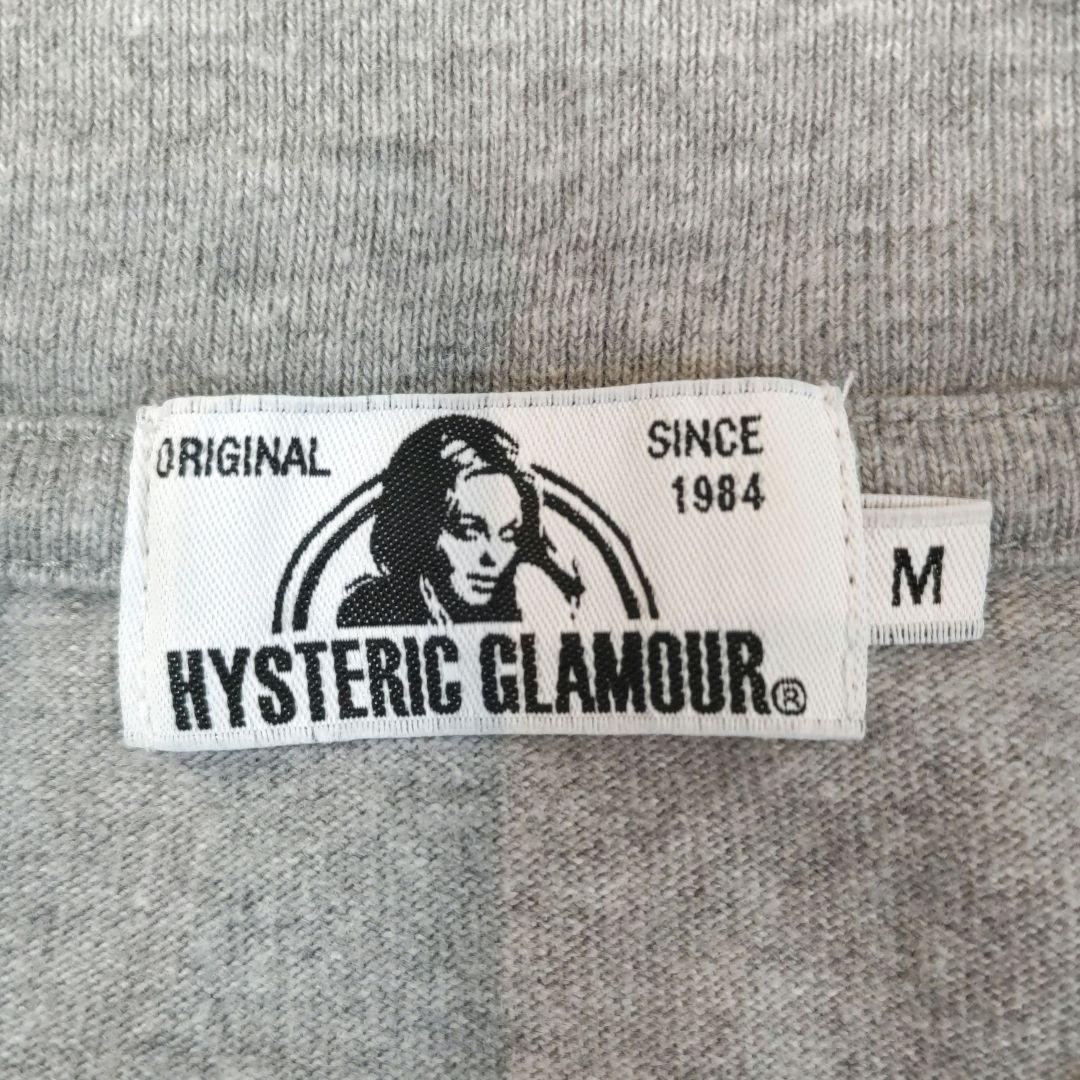 ORIGINAL
SINCE
1984
HYSTERIC GLAMOUR®
M